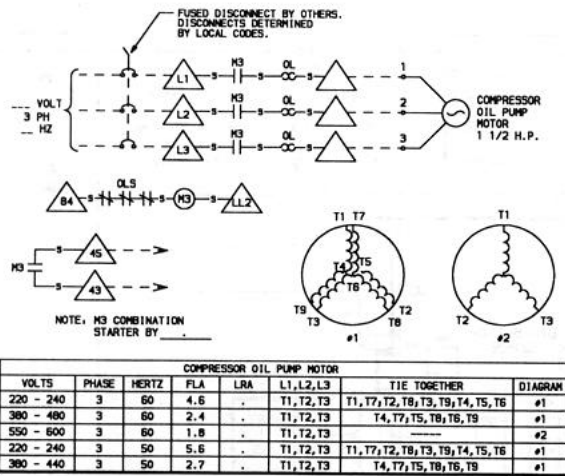 FUSED DISCONNECT BY OTHERS.
DISCONNECTS DETERMINED
BY LOCAL CODES.
___ VOLT
3 PH
__ HZ
L1 S M3 S OL 1
L2 S M3 S OL 2
L3 S M3 S OL 3
COMPRESSOR
OIL PUMP
MOTOR
1 1/2 H.P.
OLS
84 S S M3 S LL2
M3
S 45
S 43
NOTE: M3 COMBINATION
STARTER BY _____.
T1 T7
T4 T5
T6
T9 T2
T3 T8
#1
T1
T2 T3
#2
COMPRESSOR OIL PUMP MOTOR
VOLTS PHASE HERTZ FLA LRA L1,L2,L3 TIE TOGETHER DIAGRAM
220 - 240 3 60 4.6 . T1,T2,T3 T1,T7;T2,T8;T3,T9;T4,T5,T6 #1
380 - 480 3 60 2.4 . T1,T2,T3 T4,T7;T5,T8;T6,T9 #1
550 - 600 3 60 1.8 . T1,T2,T3 ----- #2
220 - 240 3 50 5.6 . T1,T2,T3 T1,T7;T2,T8;T3,T9;T4,T5,T6 #1
380 - 440 3 50 2.7 . T1,T2,T3 T4,T7;T5,T8;T6,T9 #1